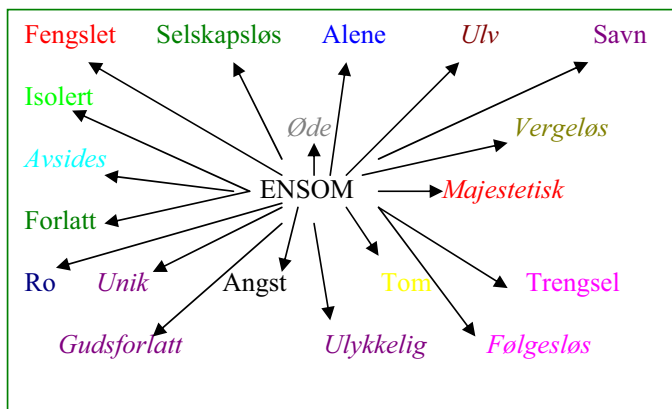 Fengslet Selskapsløs Alene Ulv Savn
Isolert
Øde Vergeløs
Avsides
ENSOM Majestetisk
Forlatt
Ro Unik Angst Tom Trengsel
Gudsforlatt Ulykkelig Følgesløs